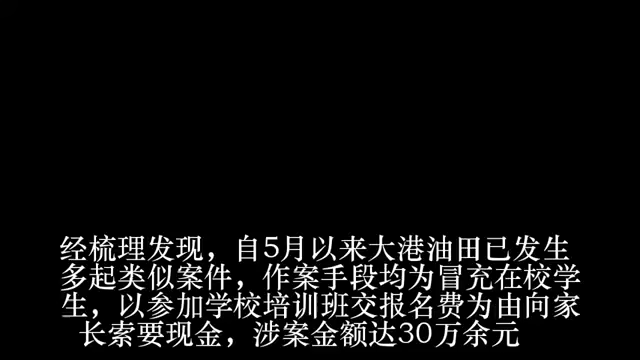 经梳理发现，自5月以来大港油田已发生
多起类似案件，作案手段均为冒充在校学
生，以参加学校培训班交报名费为由向家
长索要现金，涉案金额达30万余元